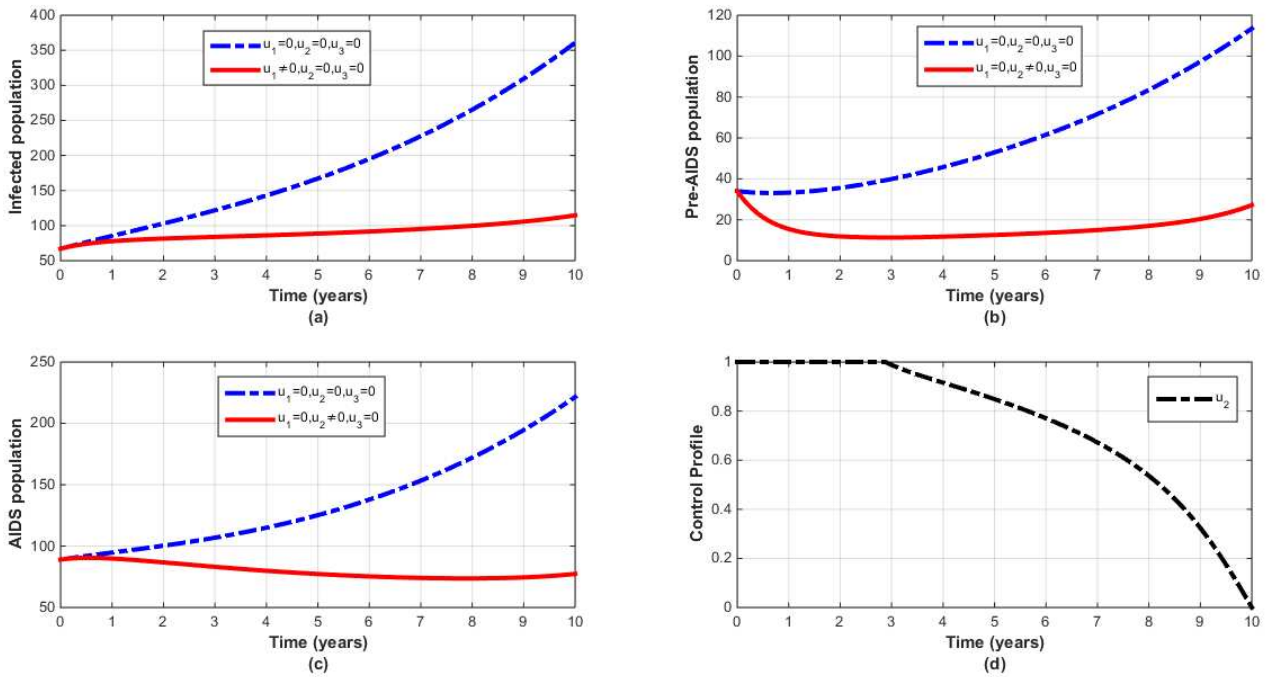 400
350
300
250
200
150
100
50
Infected population
u₁=0,u₂=0,u₃=0
u₁≠0,u₂=0,u₃=0
0 1 2 3 4 5 6 7 8 9 10
Time (years)
(a)
120
100
80
60
40
20
0
Pre-AIDS population
u₁=0,u₂=0,u₃=0
u₁=0,u₂≠0,u₃=0
0 1 2 3 4 5 6 7 8 9 10
Time (years)
(b)
250
200
150
100
50
AIDS population
u₁=0,u₂=0,u₃=0
u₁=0,u₂≠0,u₃=0
0 1 2 3 4 5 6 7 8 9 10
Time (years)
(c)
1
0.8
0.6
0.4
0.2
0
Control Profile
u₂
0 1 2 3 4 5 6 7 8 9 10
Time (years)
(d)